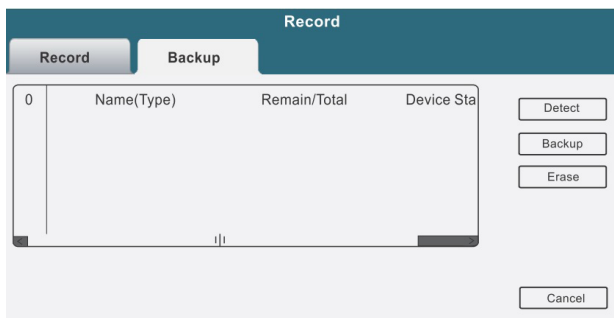 Record
Record Backup
0 Name(Type) Remain/Total Device Sta
Detect
Backup
Erase
Cancel